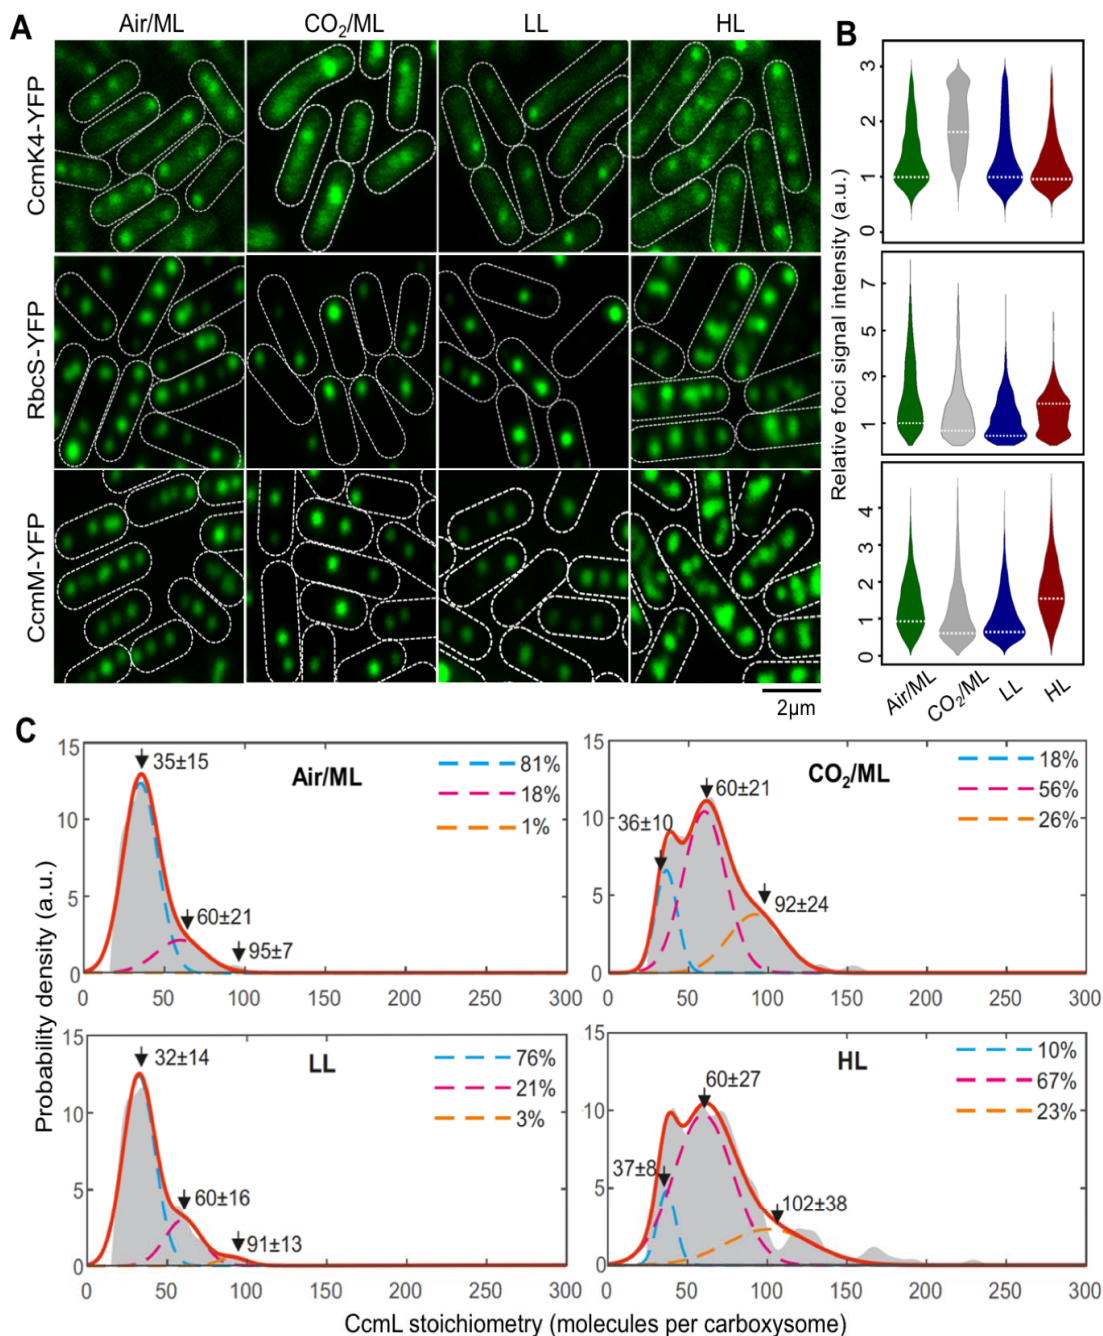 A
Air/ML CO₂/ML LL HL
CcmK4-YFP
RbcS-YFP
CcmM-YFP
2µm
B
Relative foci signal intensity (a.u.)
3
2
1
0
7
5
3
1
4
3
2
1
0
Air/ML CO₂/ML LL HL
C
Probability density (a.u.)
Air/ML
15
10
5
0
35±15
60±21
95±7
81%
18%
1%
0 50 100 150 200 250 300
CO₂/ML
15
10
5
0
36±10
60±21
92±24
18%
56%
26%
0 50 100 150 200 250 300
LL
15
10
5
0
32±14
60±16
91±13
76%
21%
3%
0 50 100 150 200 250 300
HL
15
10
5
0
37±8
60±27
102±38
10%
67%
23%
0 50 100 150 200 250 300
CcmL stoichiometry (molecules per carboxysome)